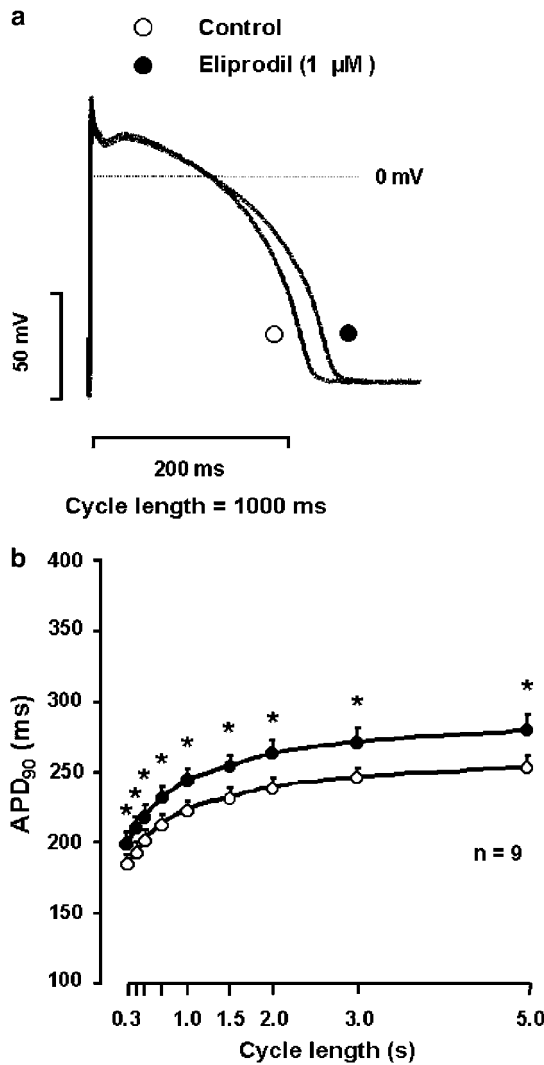 a
Control
Eliprodil (1 µM)
0 mV
50 mV
200 ms
Cycle length = 1000 ms
b
400
350
300
250
200
150
100
APD90 (ms)
* * * * * * * * *
n = 9
0.3 1.0 1.5 2.0 3.0 5.0
Cycle length (s)